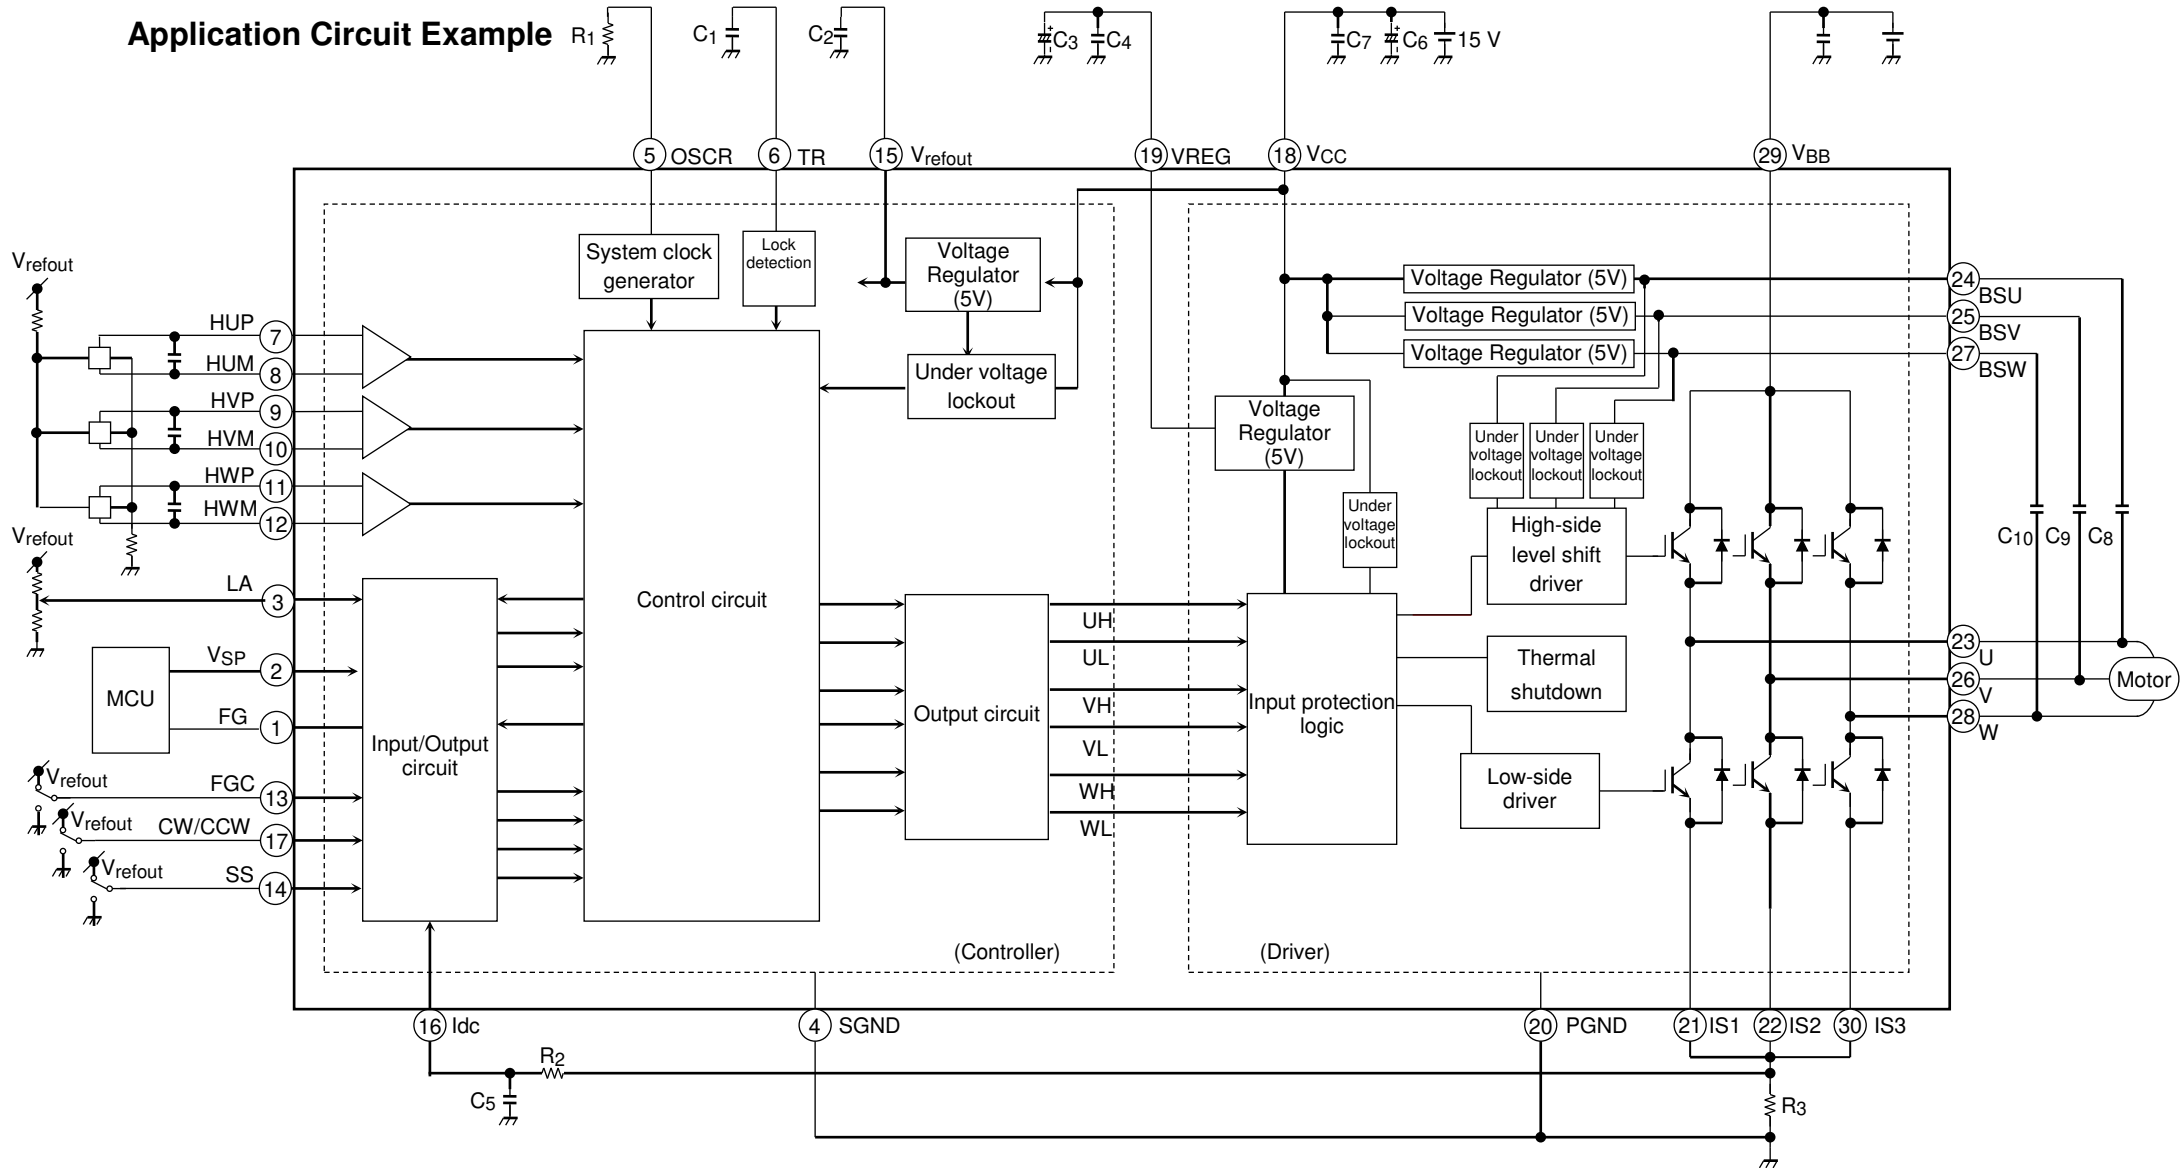 Application Circuit Example
R1
C1
C2
C3
C4
C7
C6
15 V
5 OSCR
6 TR
15 Vrefout
19 VREG
18 VCC
29 VBB
System clock
generator
Lock
detection
Voltage
Regulator
(5V)
Under voltage
lockout
Voltage Regulator (5V)
Voltage Regulator (5V)
Voltage Regulator (5V)
24
BSU
25
BSV
27
BSW
Vrefout
HUP 7
HUM 8
HVP 9
HVM 10
HWP 11
HWM 12
Vrefout
LA 3
MCU
VSP 2
FG 1
Vrefout
FGC 13
Vrefout
CW/CCW 17
Vrefout
SS 14
Input/Output
circuit
Control circuit
Output circuit
UH
UL
VH
VL
WH
WL
Voltage
Regulator
(5V)
Under
voltage
lockout
Under
voltage
lockout
Under
voltage
lockout
Under
voltage
lockout
High-side
level shift
driver
Input protection
logic
Thermal
shutdown
Low-side
driver
C10
C9
C8
23
U
26
V
28
W
Motor
(Controller)
(Driver)
16 Idc
4 SGND
20 PGND
21 IS1
22 IS2
30 IS3
R2
C5
R3